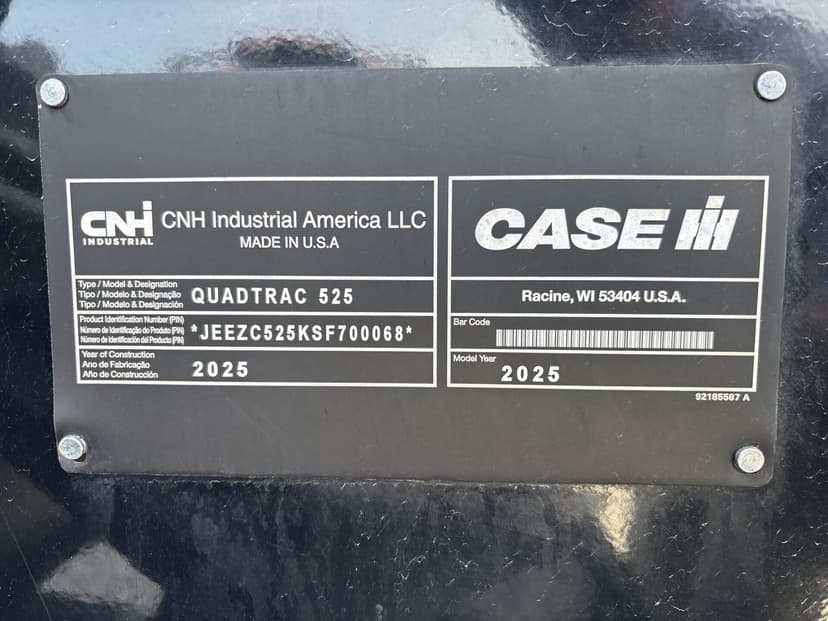 CNH INDUSTRIAL
CNH Industrial America LLC
MADE IN U.S.A
Type / Model & Designation
Tipo / Modelo & Designação
Tipo / Modelo & Designación
QUADTRAC 525
Product Identification Number (PIN)
Número de Identificação do Produto (PIN)
Número de Identificación del Producto (PIN)
*JEEZC525KSF700068*
Year of Construction
Ano de Fabricação
Año de Construcción
2025
CASE IH
Racine, WI 53404 U.S.A.
Bar Code
Model Year
2025
92185587 A